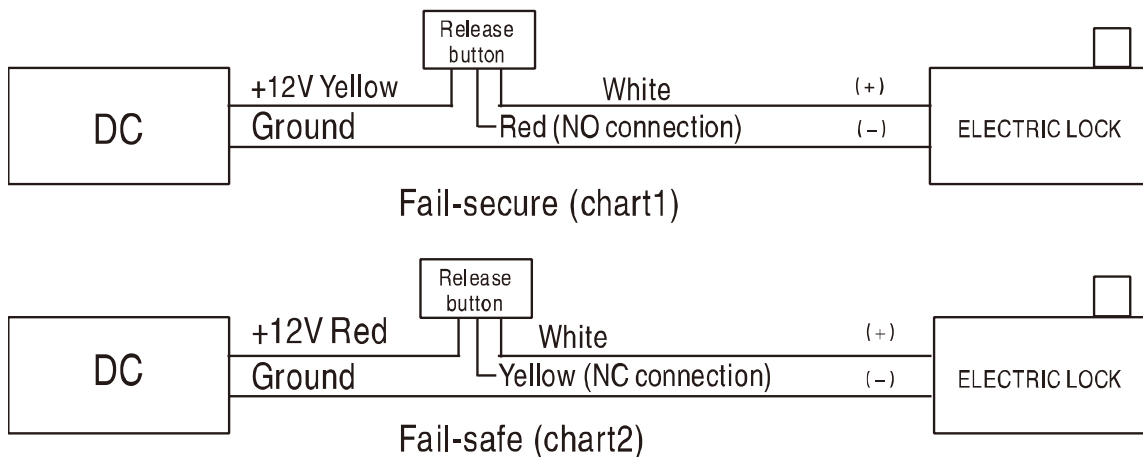 Release
button
+12V Yellow
White
(+)
DC
Ground
Red (NO connection)
(-)
ELECTRIC LOCK
Fail-secure (chart1)
Release
button
+12V Red
White
(+)
DC
Ground
Yellow (NC connection)
(-)
ELECTRIC LOCK
Fail-safe (chart2)